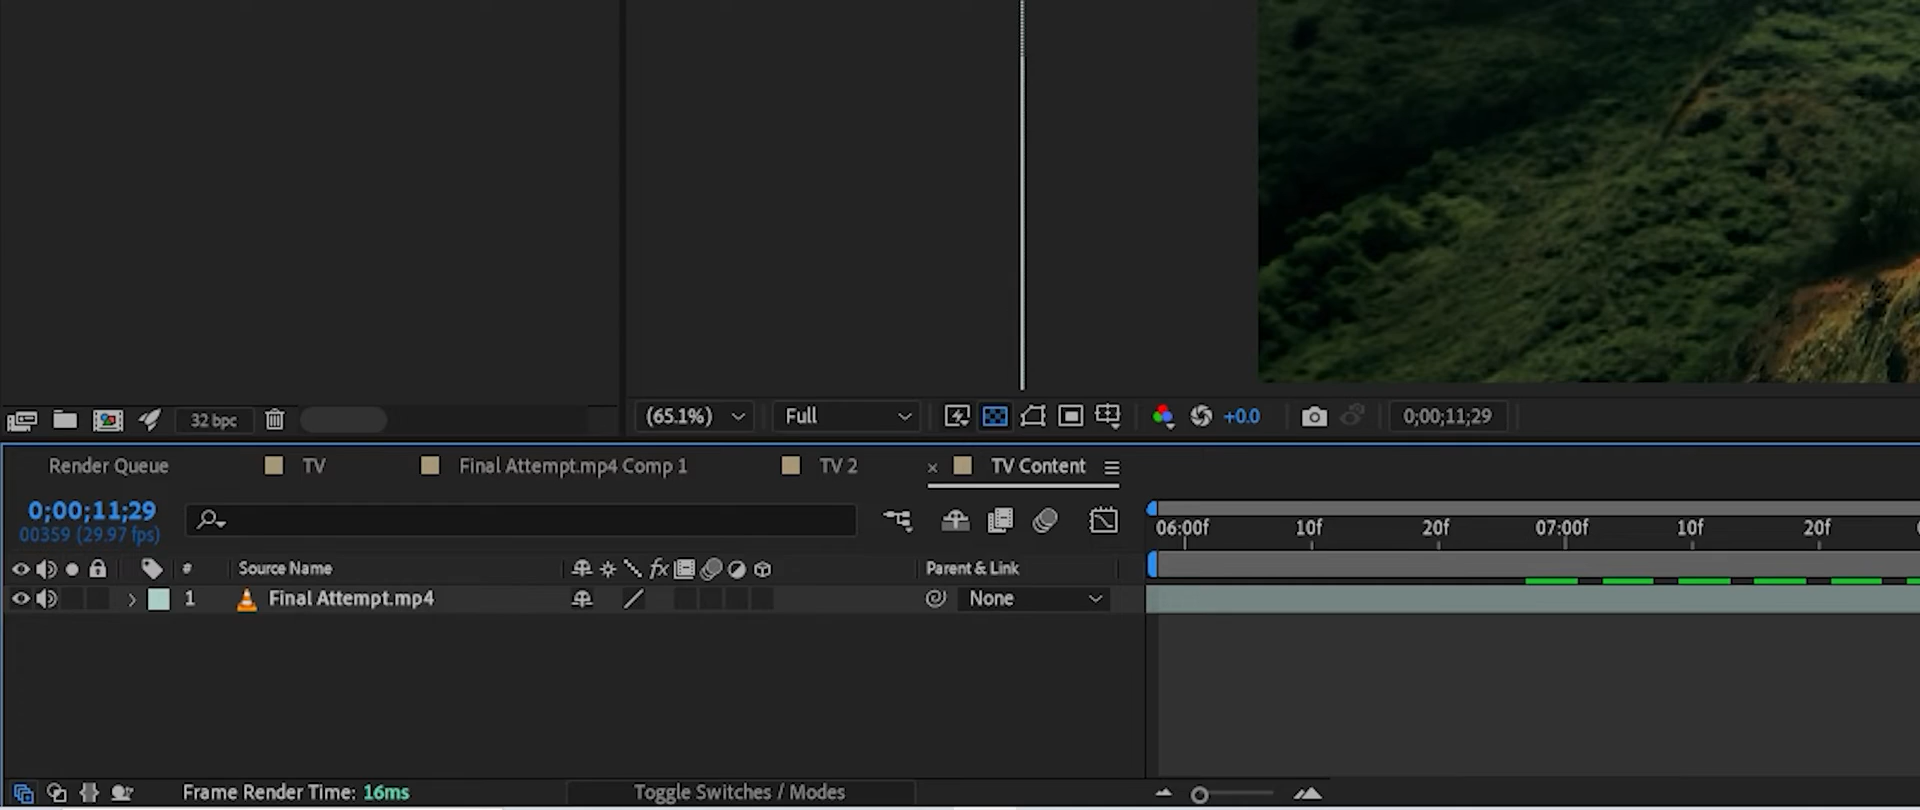 32 bpc
(65.1%) Full +0.0 0;00;11;29
Render Queue TV Final Attempt.mp4 Comp 1 TV 2 × TV Content
0;00;11;29
00359 (29.97 fps)
06:00f 10f 20f 07:00f 10f 20f
# Source Name fx Parent & Link
1 Final Attempt.mp4 None
Frame Render Time: 16ms Toggle Switches / Modes